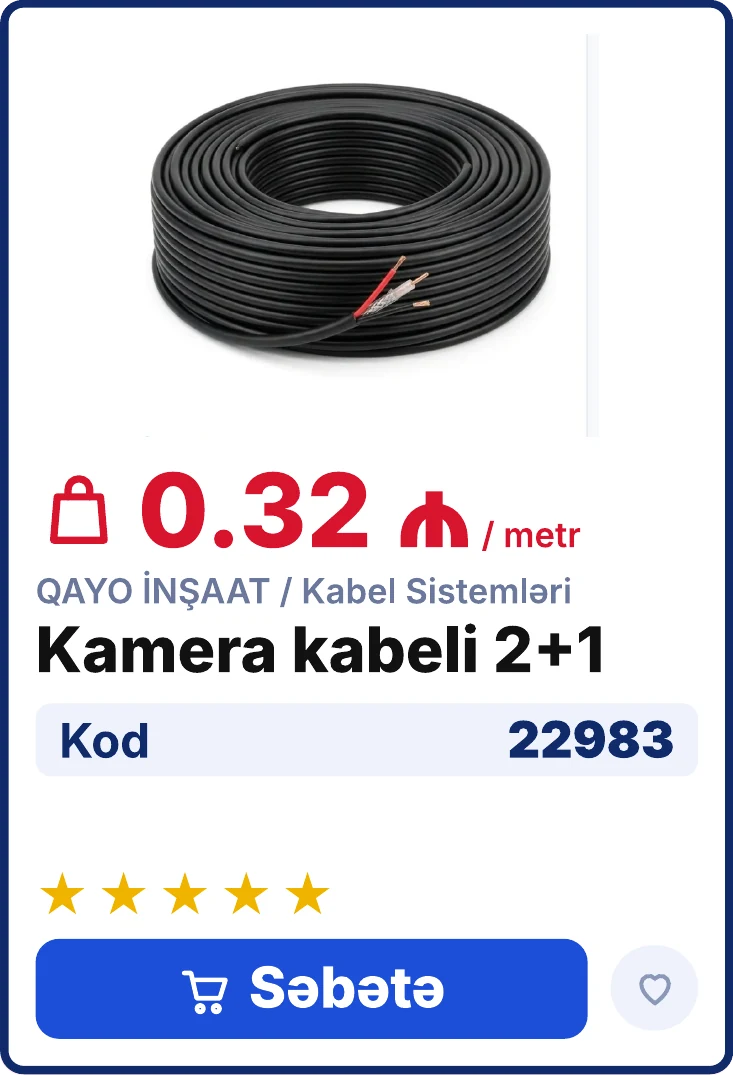 0.32 ₼ / metr
QAYO İNŞAAT / Kabel Sistemləri
Kamera kabeli 2+1
Kod 22983
Səbətə